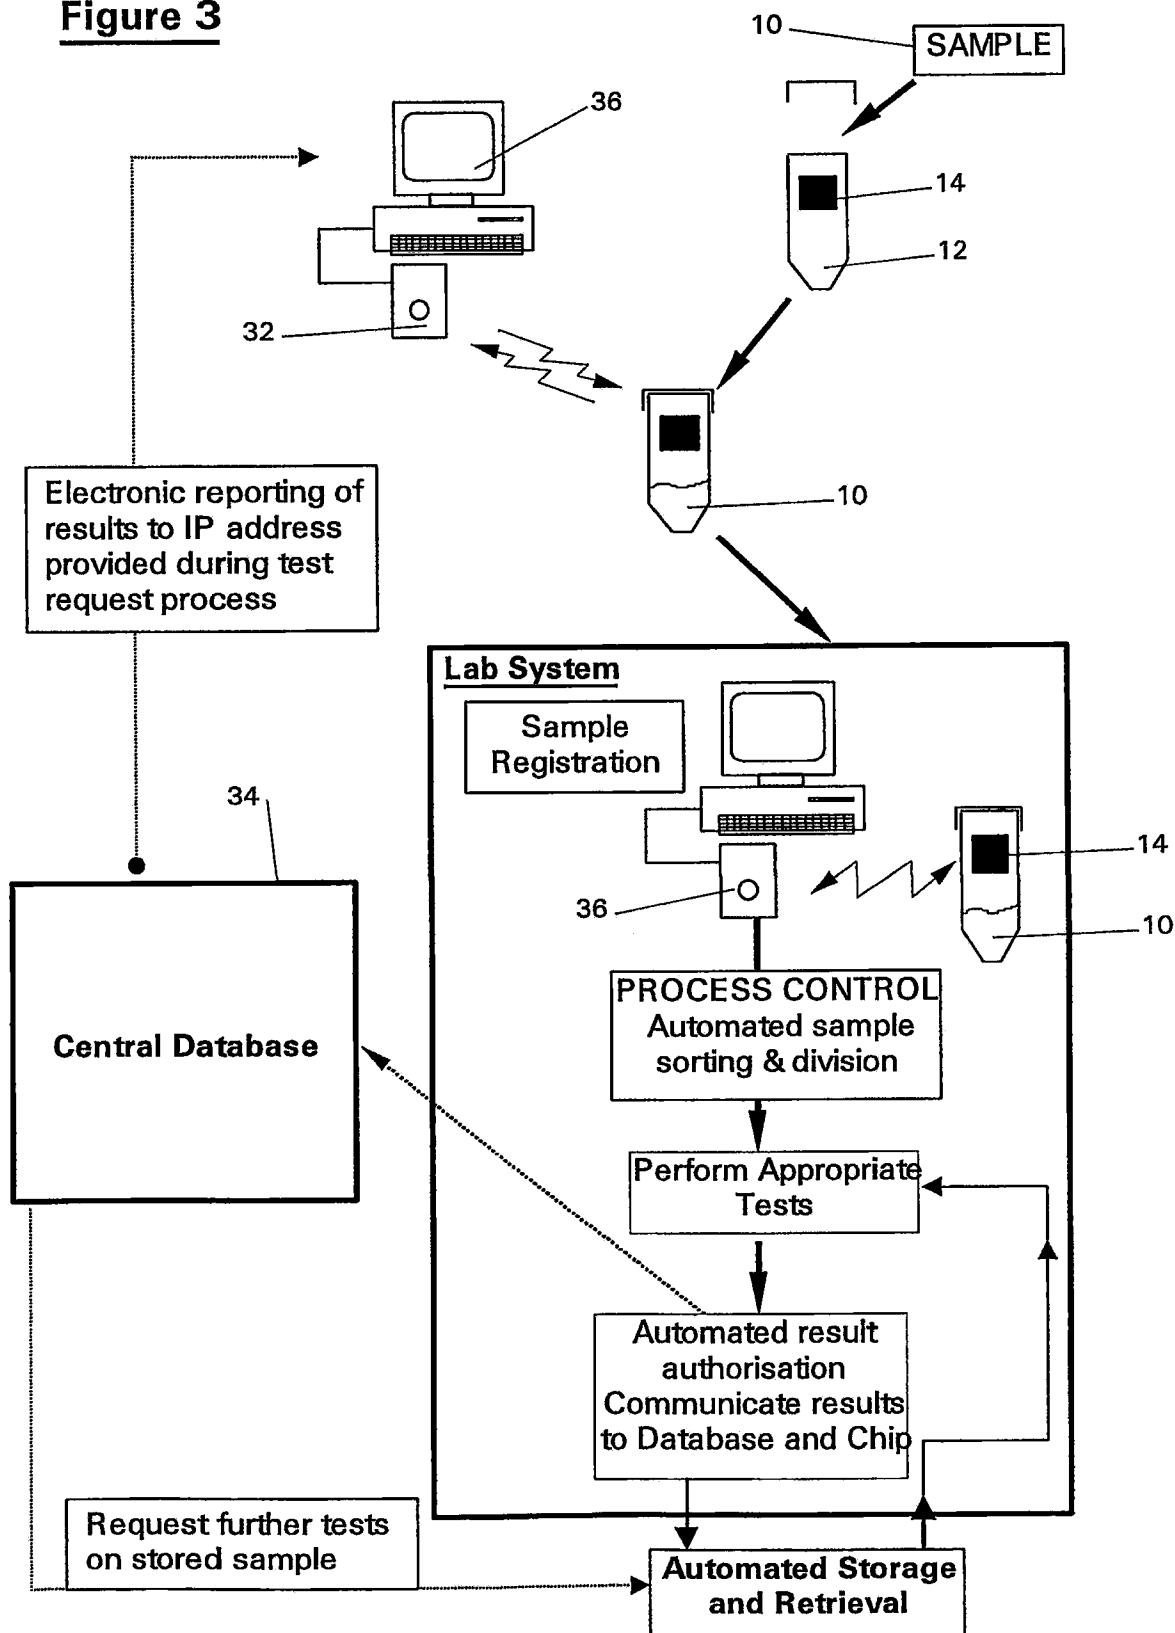 Figure 3
10
SAMPLE
36
14
12
32
10
Electronic reporting of
results to IP address
provided during test
request process
Lab System
Sample
Registration
34
14
36
10
PROCESS CONTROL
Automated sample
sorting & division
Central Database
Perform Appropriate
Tests
Automated result
authorisation
Communicate results
to Database and Chip
Request further tests
on stored sample
Automated Storage
and Retrieval